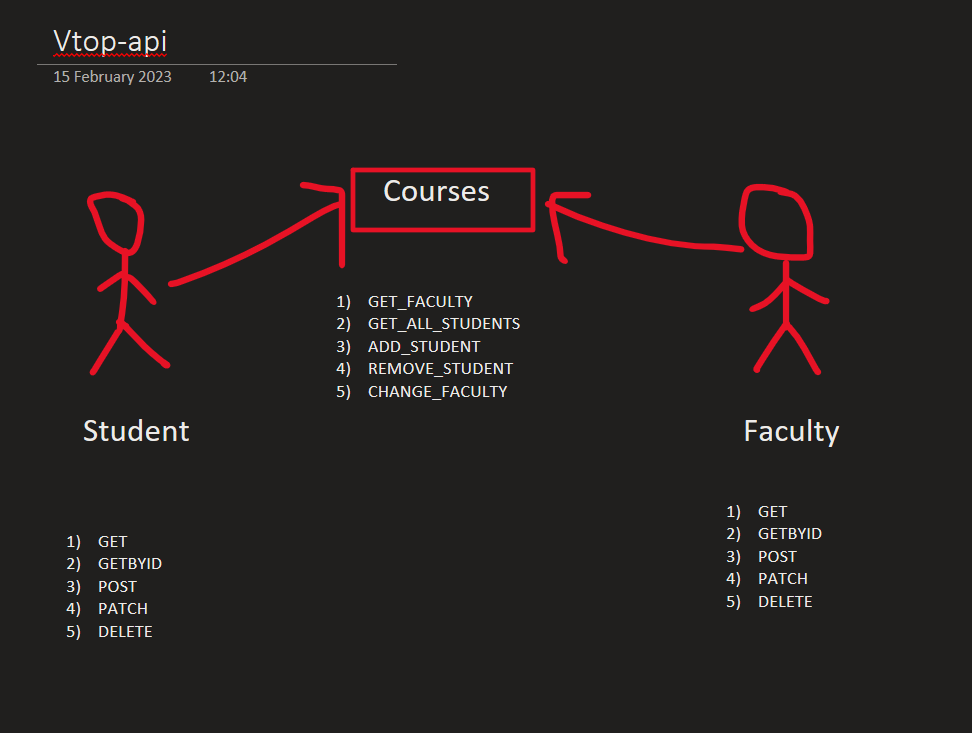 Vtop-api
15 February 2023 12:04
Courses
1) GET_FACULTY
2) GET_ALL_STUDENTS
3) ADD_STUDENT
4) REMOVE_STUDENT
5) CHANGE_FACULTY
Student
1) GET
2) GETBYID
3) POST
4) PATCH
5) DELETE
Faculty
1) GET
2) GETBYID
3) POST
4) PATCH
5) DELETE